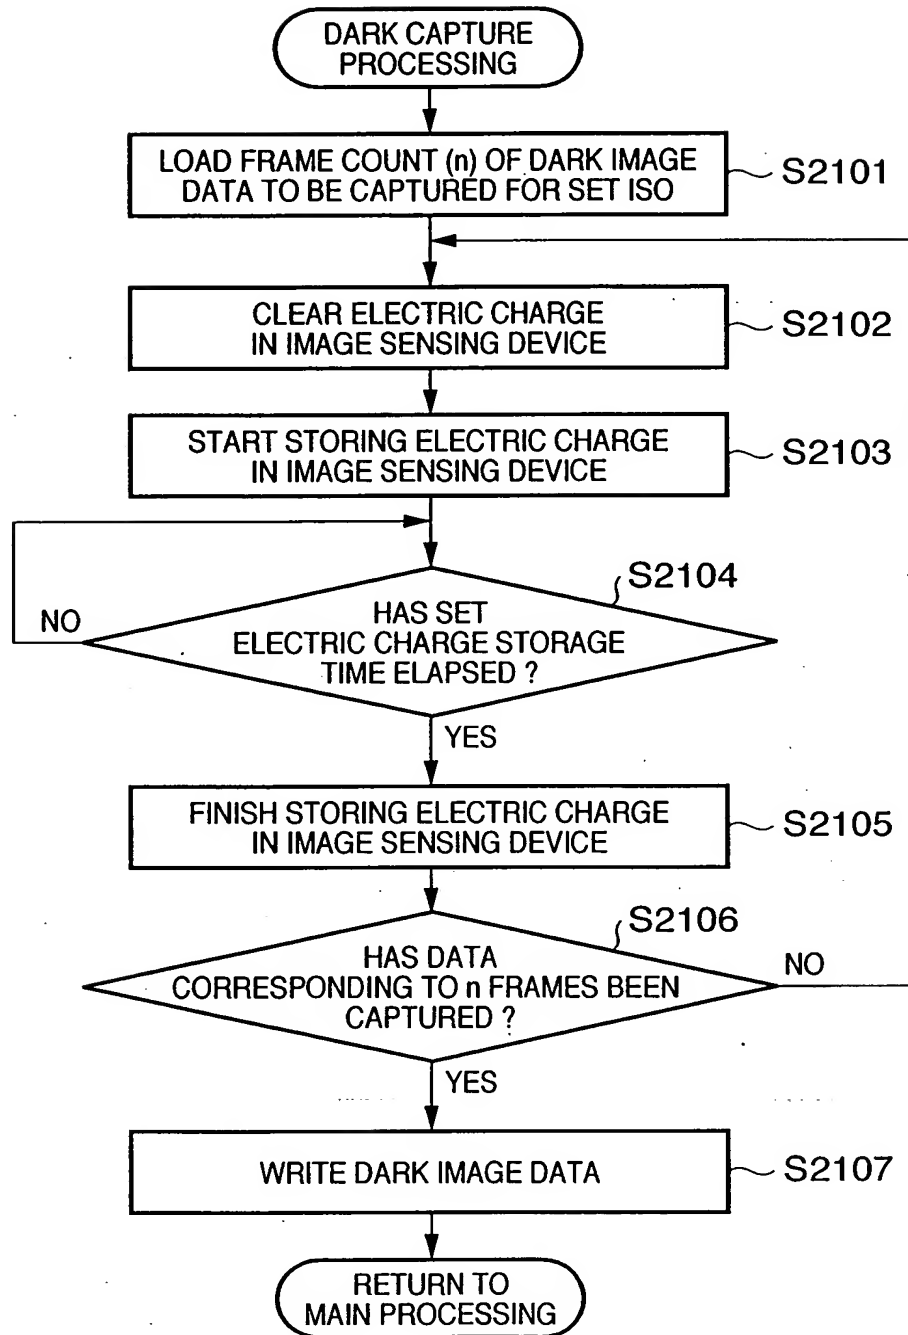 DARK CAPTURE
PROCESSING
LOAD FRAME COUNT (n) OF DARK IMAGE
DATA TO BE CAPTURED FOR SET ISO
S2101
CLEAR ELECTRIC CHARGE
IN IMAGE SENSING DEVICE
S2102
START STORING ELECTRIC CHARGE
IN IMAGE SENSING DEVICE
S2103
S2104
HAS SET
ELECTRIC CHARGE STORAGE
TIME ELAPSED ?
NO
YES
FINISH STORING ELECTRIC CHARGE
IN IMAGE SENSING DEVICE
S2105
S2106
HAS DATA
CORRESPONDING TO n FRAMES BEEN
CAPTURED ?
NO
YES
WRITE DARK IMAGE DATA
S2107
RETURN TO
MAIN PROCESSING